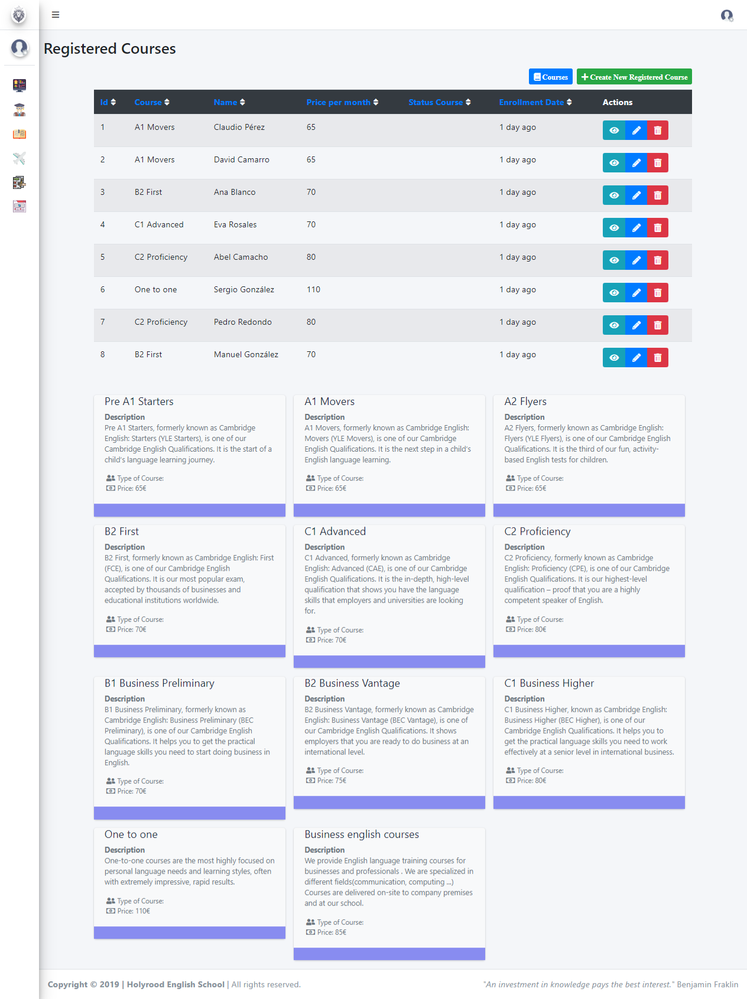 Registered Courses
Courses
Create New Registered Course
Id Course Name Price per month Status Course Enrollment Date Actions
1 A1 Movers Claudio Pérez 65 1 day ago
2 A1 Movers David Camarro 65 1 day ago
3 B2 First Ana Blanco 70 1 day ago
4 C1 Advanced Eva Rosales 70 1 day ago
5 C2 Proficiency Abel Camacho 80 1 day ago
6 One to one Sergio González 110 1 day ago
7 C2 Proficiency Pedro Redondo 80 1 day ago
8 B2 First Manuel González 70 1 day ago
Pre A1 Starters
Description
Pre A1 Starters, formerly known as Cambridge
English: Starters (YLE Starters), is one of our
Cambridge English Qualifications. It is the start of a
child’s language learning journey.
Type of Course:
Price: 65€
A1 Movers
Description
A1 Movers, formerly known as Cambridge English:
Movers (YLE Movers), is one of our Cambridge
English Qualifications. It is the next step in a child’s
English language learning.
Type of Course:
Price: 65€
A2 Flyers
Description
A2 Flyers, formerly known as Cambridge English:
Flyers (YLE Flyers), is one of our Cambridge English
Qualifications. It is the third of our fun, activity-
based English tests for children.
Type of Course:
Price: 65€
B2 First
Description
B2 First, formerly known as Cambridge English: First
(FCE), is one of our Cambridge English
Qualifications. It is our most popular exam,
accepted by thousands of businesses and
educational institutions worldwide.
Type of Course:
Price: 70€
C1 Advanced
Description
C1 Advanced, formerly known as Cambridge
English: Advanced (CAE), is one of our Cambridge
English Qualifications. It is the in-depth, high-level
qualification that shows you have the language
skills that employers and universities are looking
for.
Type of Course:
Price: 70€
C2 Proficiency
Description
C2 Proficiency, formerly known as Cambridge
English: Proficiency (CPE), is one of our Cambridge
English Qualifications. It is our highest-level
qualification – proof that you are a highly
competent speaker of English.
Type of Course:
Price: 80€
B1 Business Preliminary
Description
B1 Business Preliminary, formerly known as
Cambridge English: Business Preliminary (BEC
Preliminary), is one of our Cambridge English
Qualifications. It helps you to get the practical
language skills you need to start doing business in
English.
Type of Course:
Price: 70€
B2 Business Vantage
Description
B2 Business Vantage, formerly known as Cambridge
English: Business Vantage (BEC Vantage), is one of
our Cambridge English Qualifications. It shows
employers that you are ready to do business at an
international level.
Type of Course:
Price: 75€
C1 Business Higher
Description
C1 Business Higher, known as Cambridge English:
Business Higher (BEC Higher), is one of our
Cambridge English Qualifications. It helps you to
get the practical language skills you need to work
effectively at a senior level in international business.
Type of Course:
Price: 80€
One to one
Description
One-to-one courses are the most highly focused on
personal language needs and learning styles, often
with extremely impressive, rapid results.
Type of Course:
Price: 110€
Business english courses
Description
We provide English language training courses for
businesses and professionals . We are specialized in
different fields(communication, computing ...)
Courses are delivered on-site to company premises
and at our school.
Type of Course:
Price: 85€
Copyright © 2019 | Holyrood English School | All rights reserved.
"An investment in knowledge pays the best interest." Benjamin Fraklin